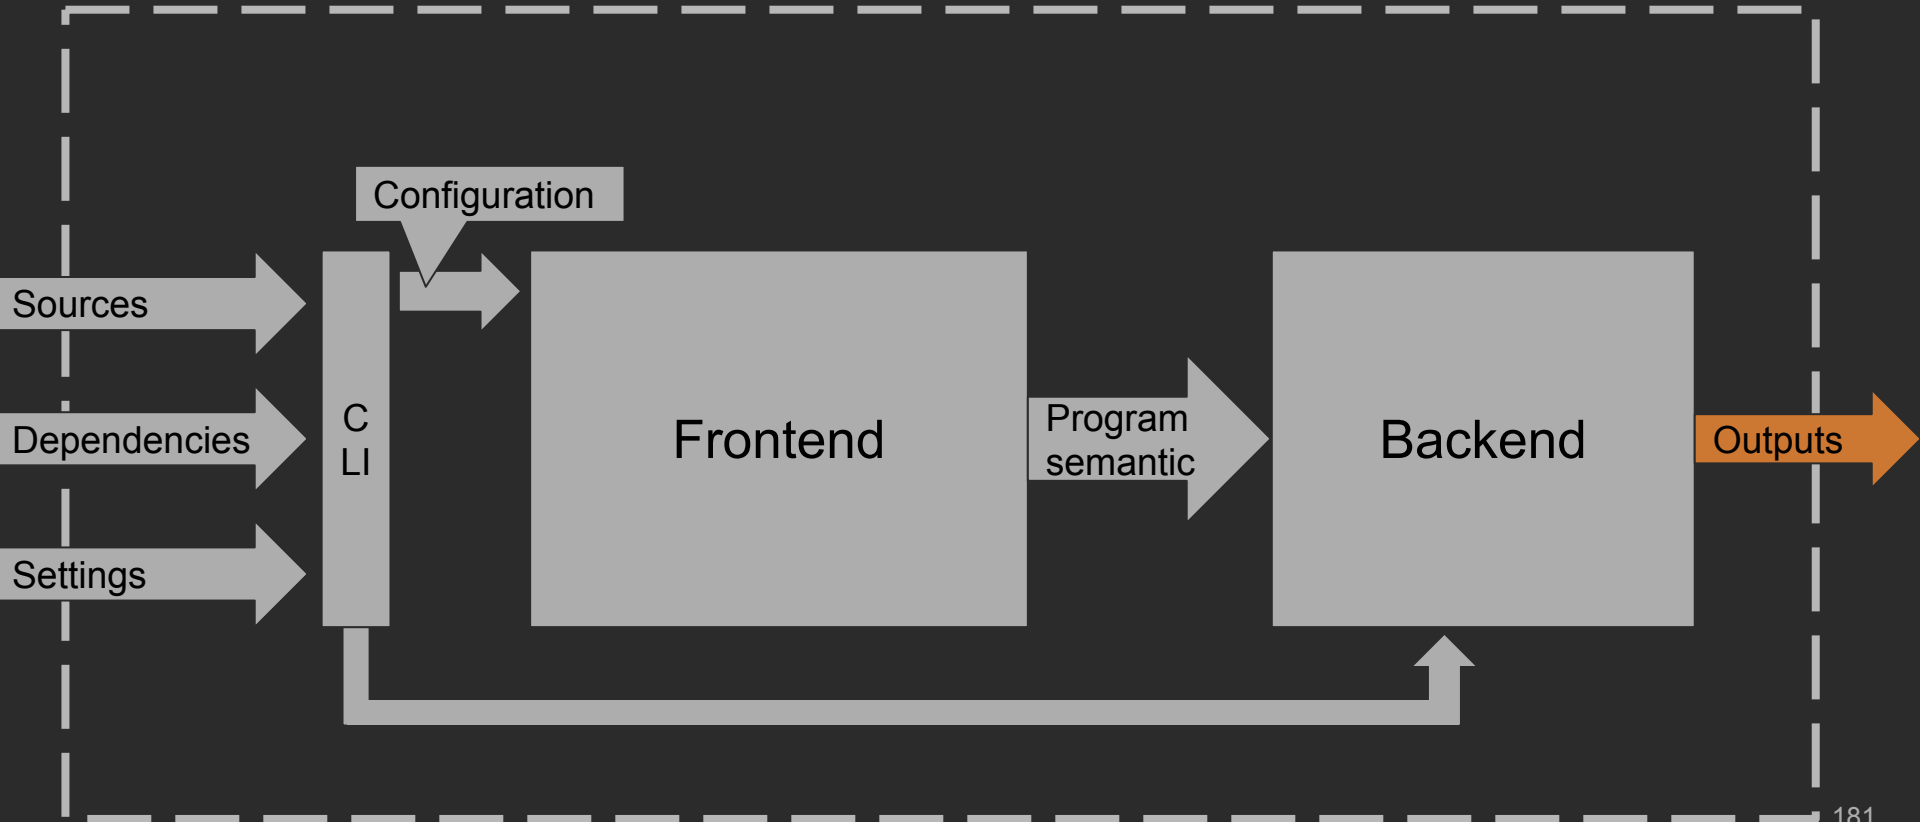 Configuration
Sources
Dependencies
Settings
C
LI
Frontend
Program
semantic
Backend
Outputs
181